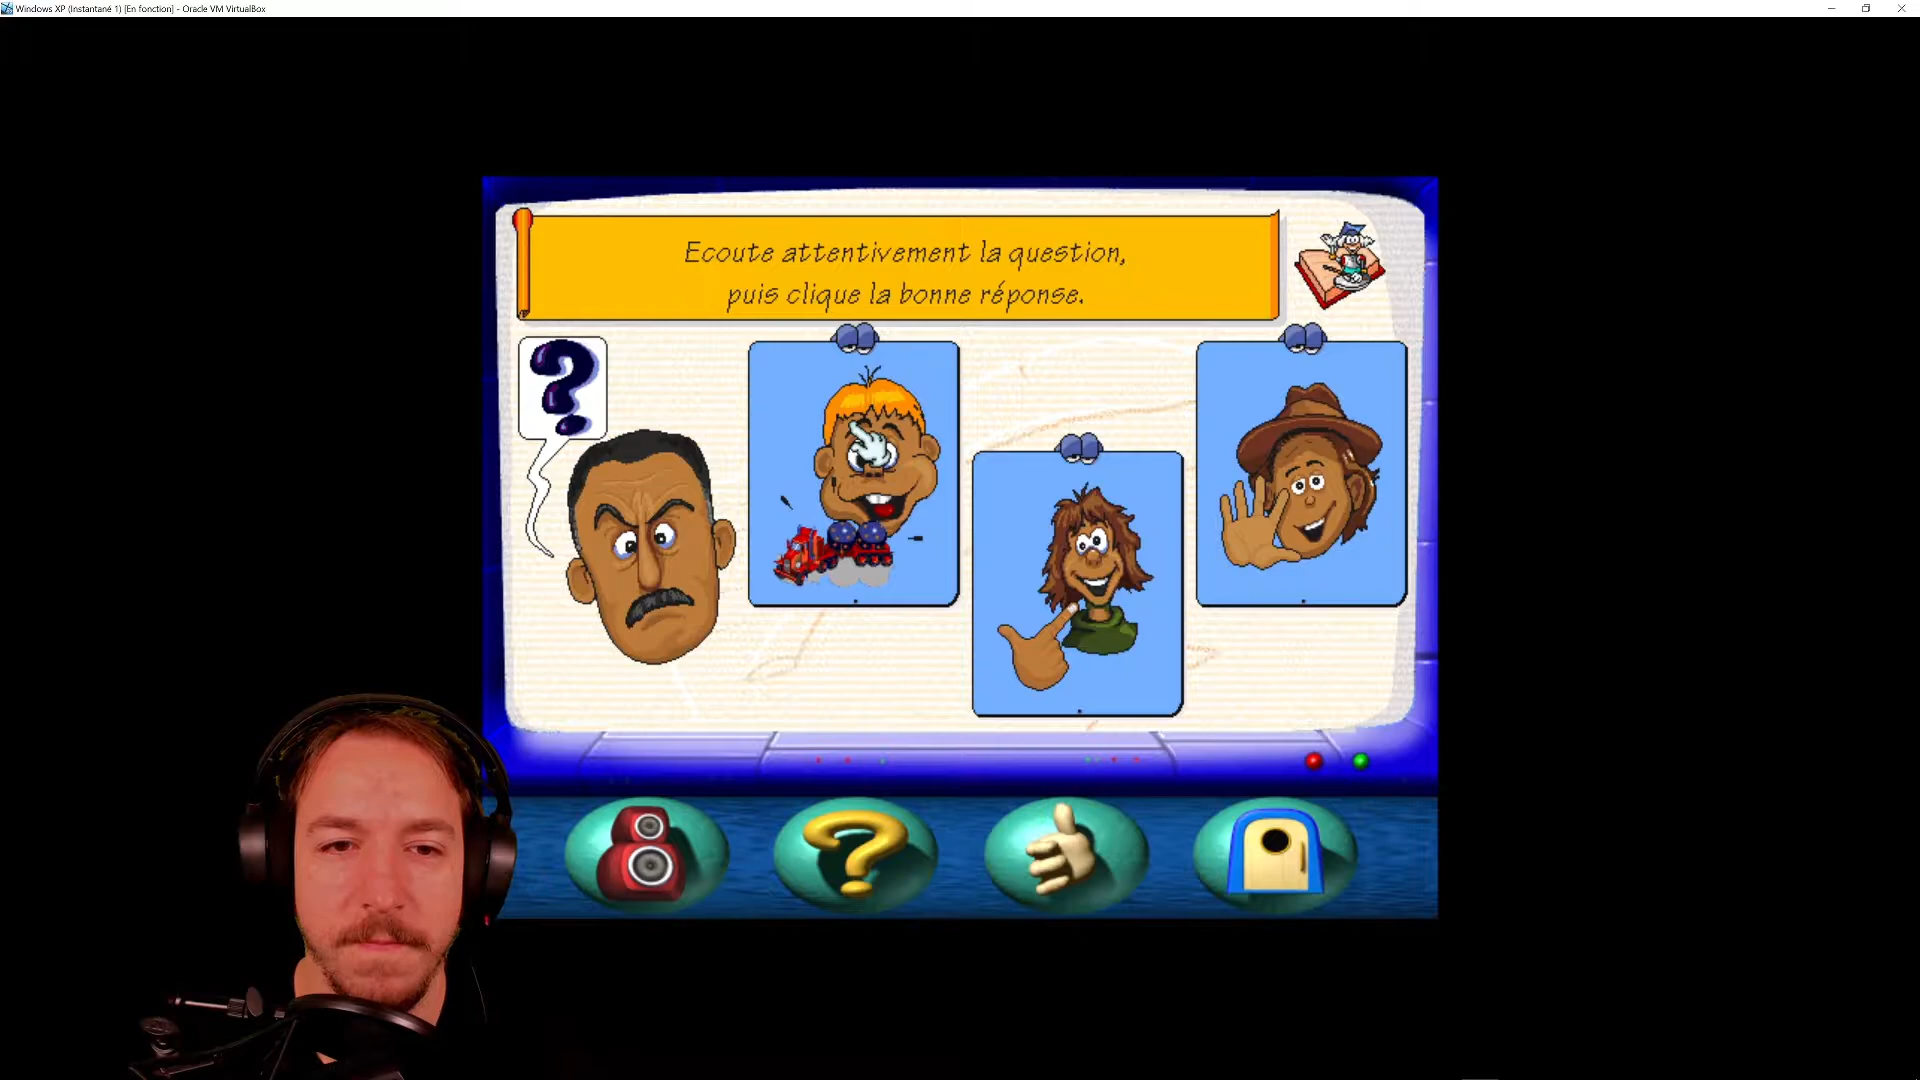 Windows XP (Instantané 1) [En fonction] - Oracle VM VirtualBox
Ecoute attentivement la question,
puis clique la bonne réponse.
?